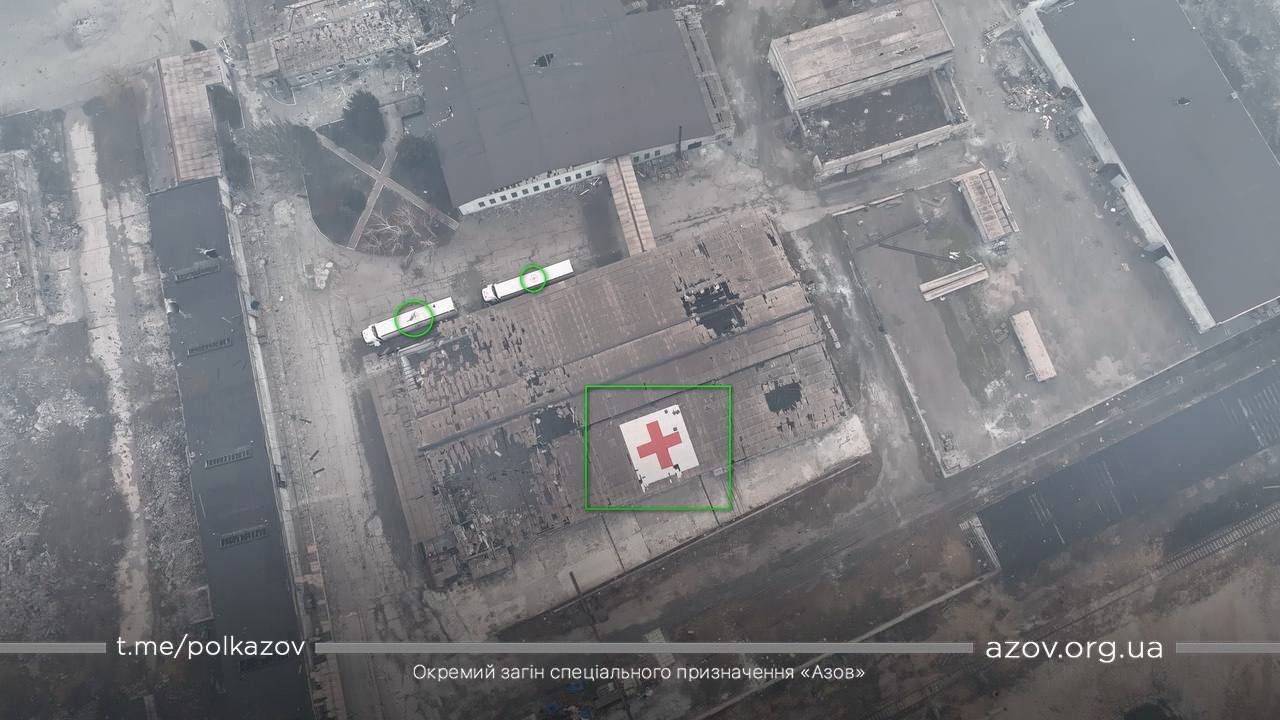 t.me/polkazov
azov.org.ua
Окремий загін спеціального призначення «Азов»